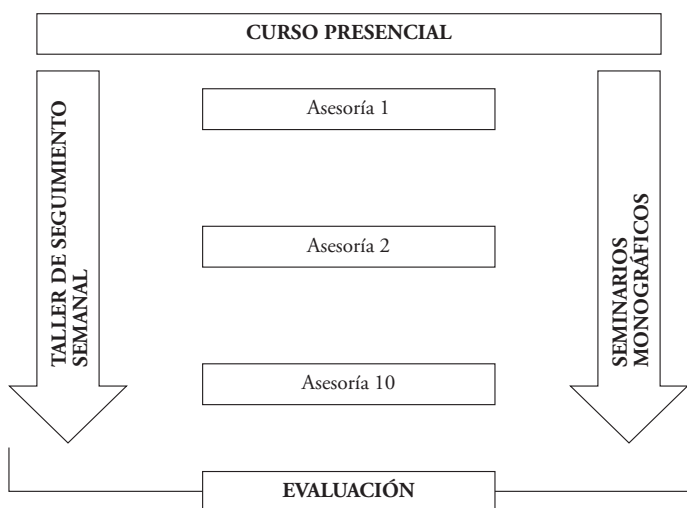 CURSO PRESENCIAL
TALLER DE SEGUIMIENTO
SEMANAL
Asesoría 1
Asesoría 2
Asesoría 10
SEMINARIOS
MONOGRÁFICOS
EVALUACIÓN